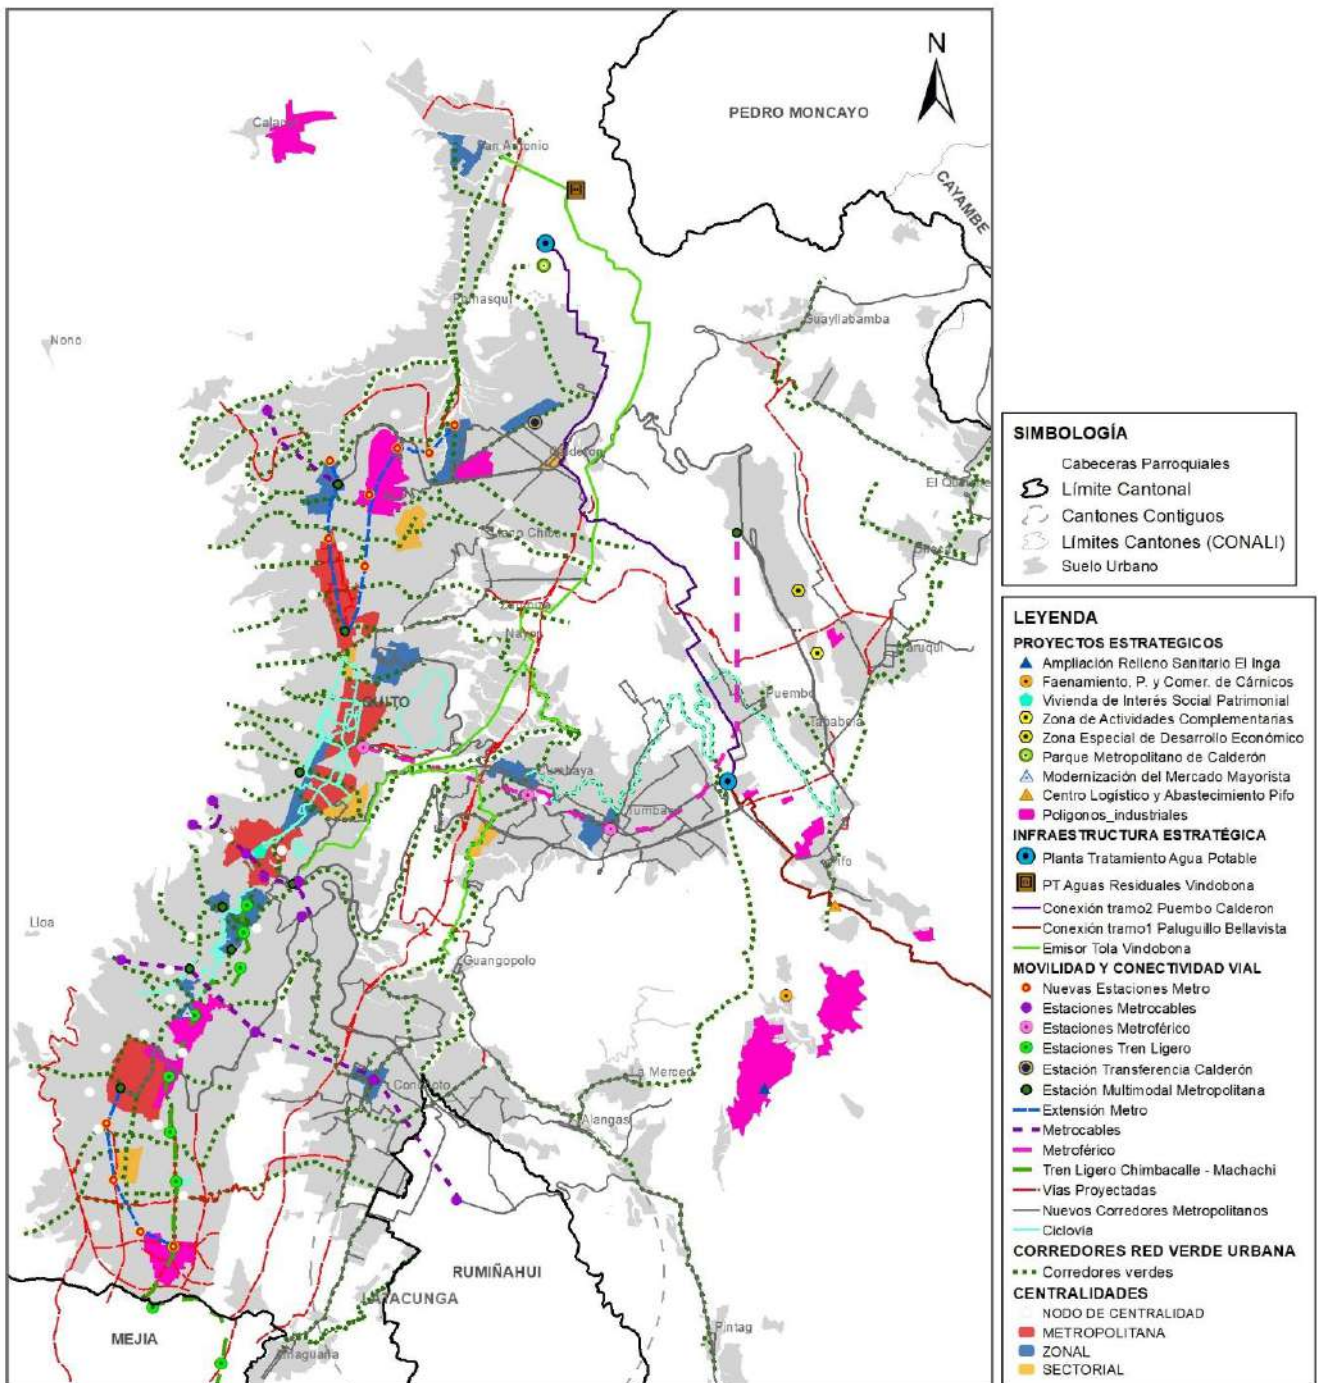 N
PEDRO MONCAYO
CAYAMBE
San Antonio
Pomasqui
Nono
Guayllabamba
Calderón
El Quinche
Nayon
QUITO
Puembo
Tababela
Tumbaco
Lloa
Guangopolo
Conocoto
La Merced
Alangasi
RUMIÑAHUI
LATACUNGA
MEJIA
Pintag
SIMBOLOGÍA
Cabeceras Parroquiales
Límite Cantonal
Cantones Contiguos
Límites Cantones (CONALI)
Suelo Urbano
LEYENDA
PROYECTOS ESTRATEGICOS
Ampliación Relleno Sanitario El Inga
Faenamiento, P. y Comer. de Cárnicos
Vivienda de Interés Social Patrimonial
Zona de Actividades Complementarias
Zona Especial de Desarrollo Económico
Parque Metropolitano de Calderón
Modernización del Mercado Mayorista
Centro Logístico y Abastecimiento Pifo
Poligonos_industriales
INFRAESTRUCTURA ESTRATÉGICA
Planta Tratamiento Agua Potable
PT Aguas Residuales Vindobona
Conexión tramo2 Puembo Calderon
Conexión tramo1 Paluguillo Bellavista
Emisor Tola Vindobona
MOVILIDAD Y CONECTIVIDAD VIAL
Nuevas Estaciones Metro
Estaciones Metrocables
Estaciones Metroférico
Estaciones Tren Ligero
Estación Transferencia Calderón
Estación Multimodal Metropolitana
Extensión Metro
Metrocables
Metroférico
Tren Ligero Chimbacalle - Machachi
Vías Proyectadas
Nuevos Corredores Metropolitanos
Ciclovía
CORREDORES RED VERDE URBANA
Corredores verdes
CENTRALIDADES
NODO DE CENTRALIDAD
METROPOLITANA
ZONAL
SECTORIAL